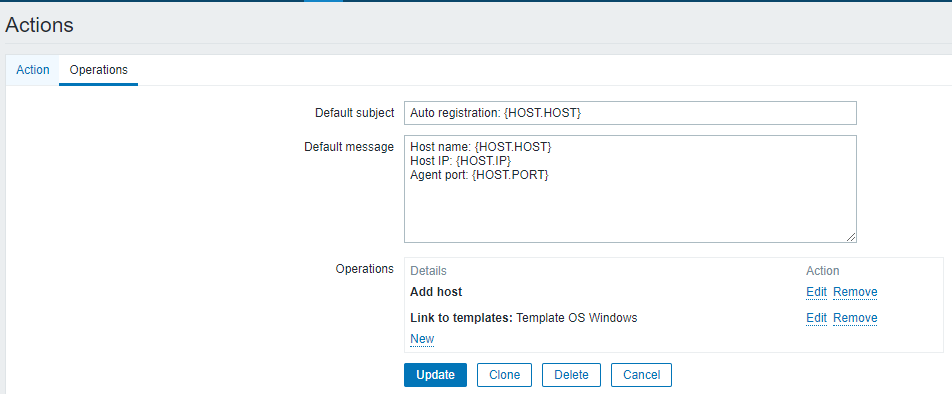 Actions
Action Operations
Default subject Auto registration: {HOST.HOST}
Default message Host name: {HOST.HOST}
Host IP: {HOST.IP}
Agent port: {HOST.PORT}
Operations Details Action
Add host Edit Remove
Link to templates: Template OS Windows Edit Remove
New
Update Clone Delete Cancel